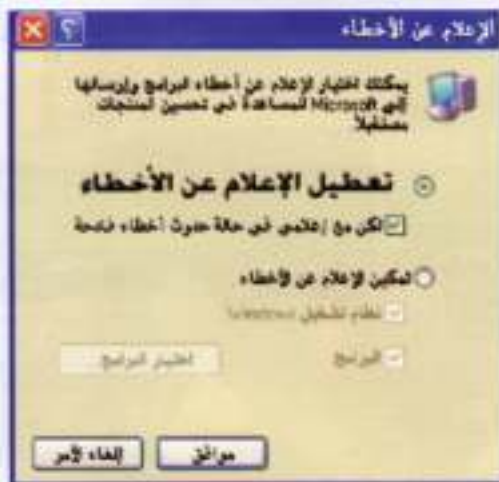 الإعلام عن الأخطاء
يمكنك اختيار الإعلام عن أخطاء البرامج وإرسالها
إلى Microsoft للمساعدة في تحسين المنتجات
مستقبلاً
تعطيل الإعلام عن الأخطاء
لكن مع إعلامي في حالة حدوث أخطاء فادحة
تمكين الإعلام عن الأخطاء
نظام تشغيل Windows
البرامج
اختيار البرامج
موافق
إلغاء الأمر